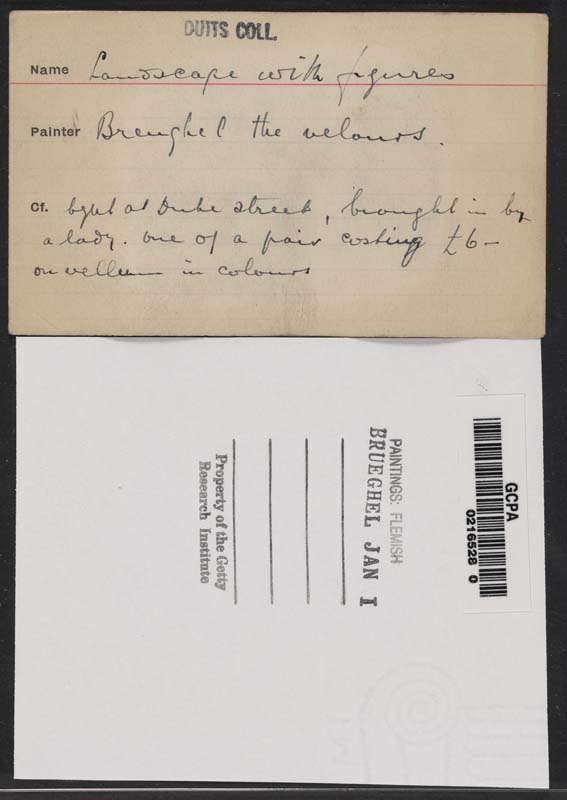 DUITS COLL.
Name Landscape with figures
Painter Breughel the velours.
Cf. bght at Duke street, brought in by
a lady. one of a pair costing £6-
on vellum in colours
GCPA
0216528 0
PAINTINGS: FLEMISH
BRUEGHEL JAN I
Property of the Getty
Research Institute